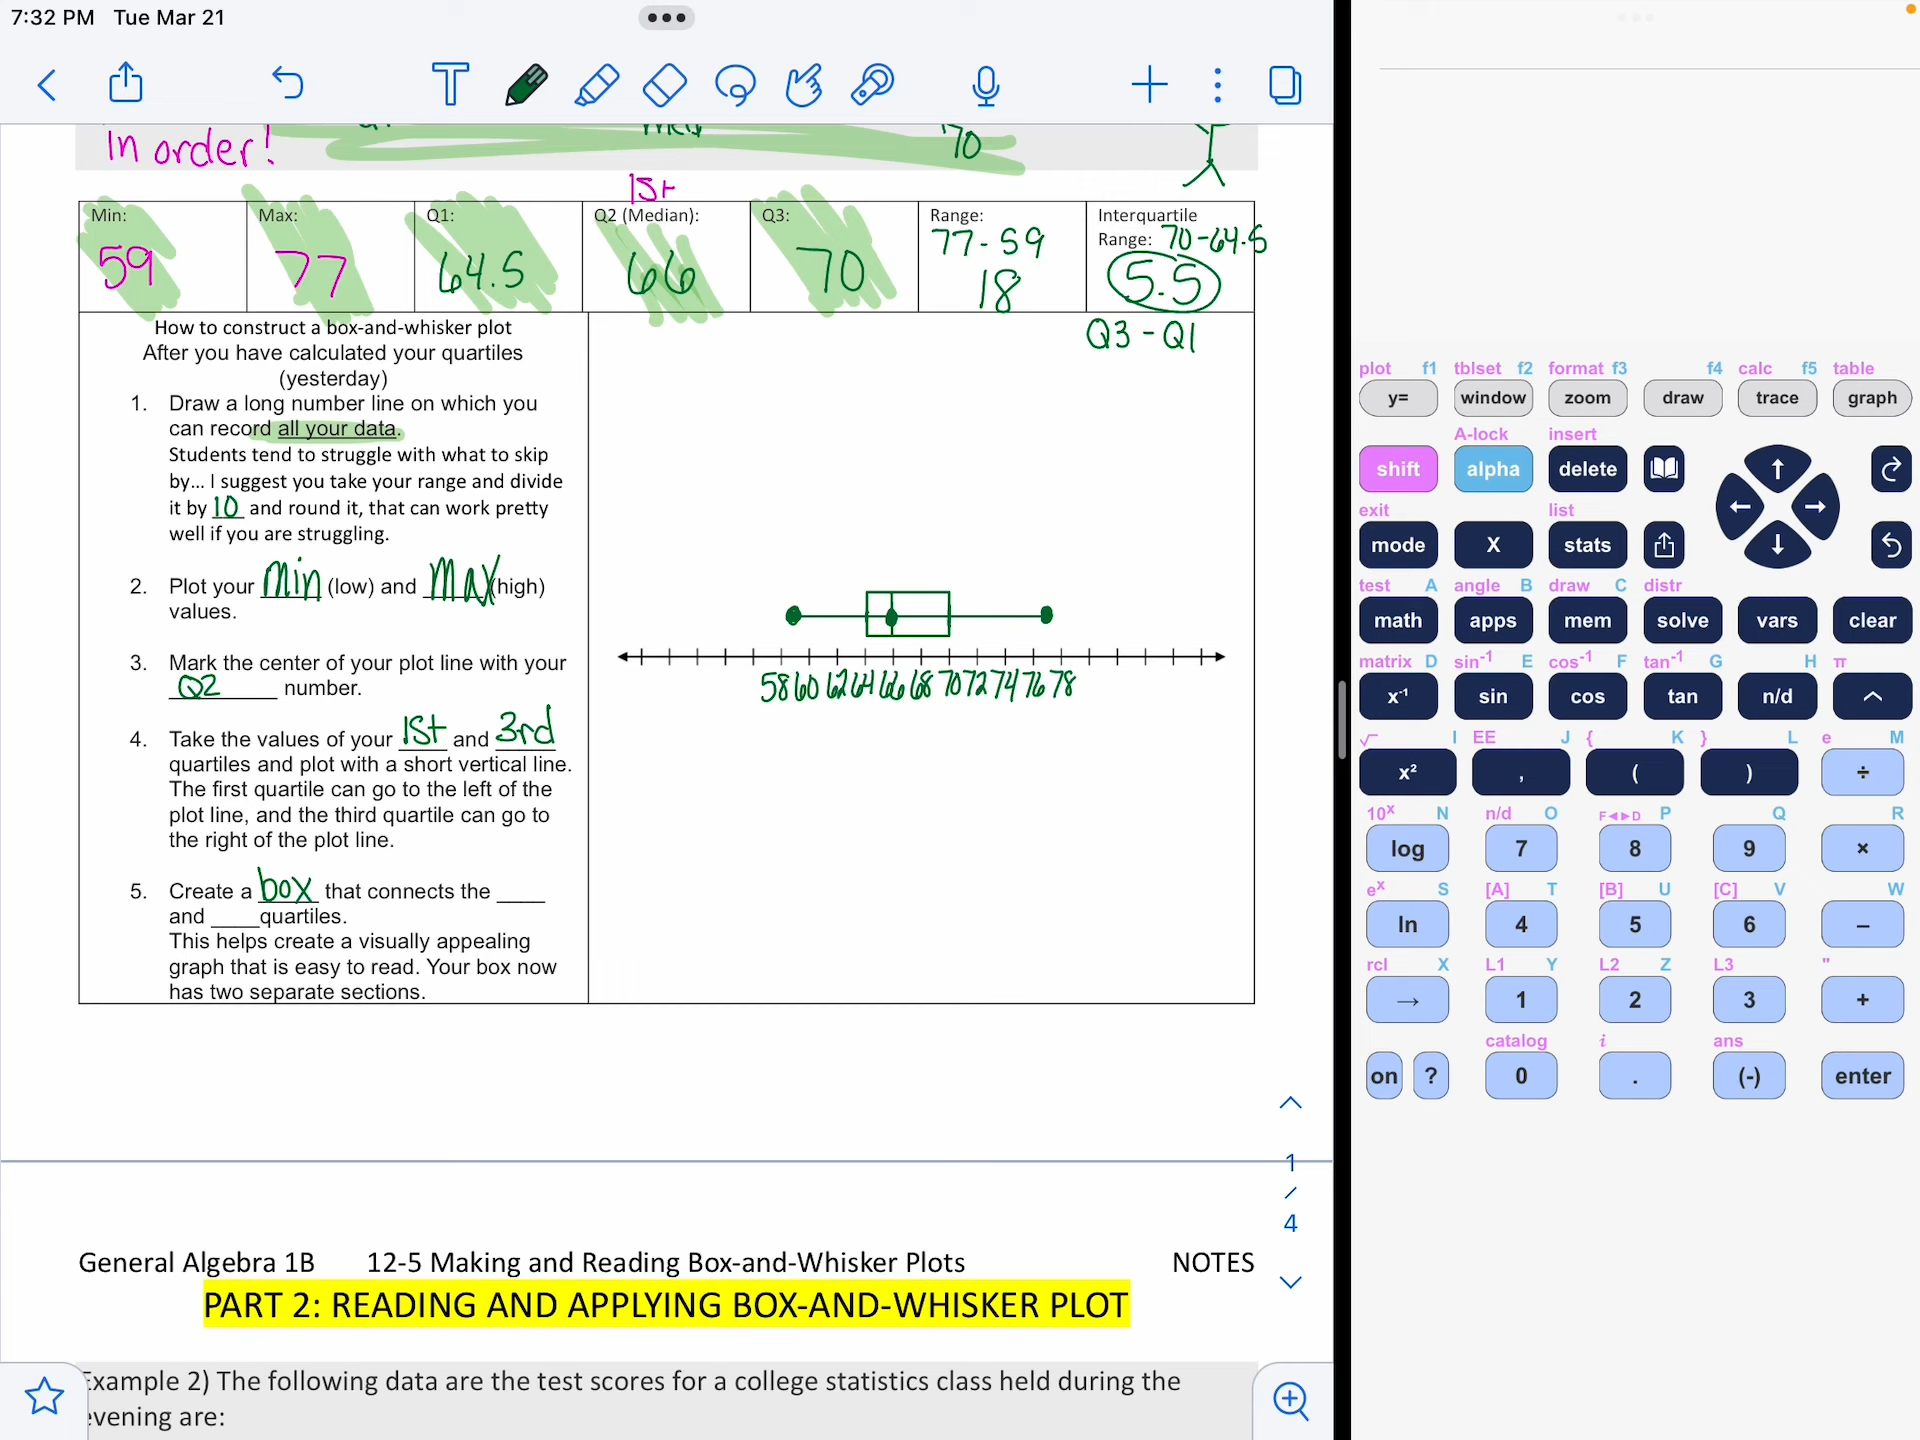 7:32 PM Tue Mar 21
In order!
70
1st
Min: Max: Q1: Q2 (Median): Q3: Range: Interquartile Range:
59 77 64.5 66 70 77-59 70-64.5
18 5.5
Q3 - Q1
How to construct a box-and-whisker plot
After you have calculated your quartiles
(yesterday)
1. Draw a long number line on which you
can record all your data.
Students tend to struggle with what to skip
by... I suggest you take your range and divide
it by 10 and round it, that can work pretty
well if you are struggling.
2. Plot your min (low) and max (high)
values.
3. Mark the center of your plot line with your
Q2 number.
4. Take the values of your 1st and 3rd
quartiles and plot with a short vertical line.
The first quartile can go to the left of the
plot line, and the third quartile can go to
the right of the plot line.
5. Create a box that connects the ____
and ____quartiles.
This helps create a visually appealing
graph that is easy to read. Your box now
has two separate sections.
58 60 62 64 66 68 70 72 74 76 78
1
/
4
General Algebra 1B 12-5 Making and Reading Box-and-Whisker Plots NOTES
PART 2: READING AND APPLYING BOX-AND-WHISKER PLOT
Example 2) The following data are the test scores for a college statistics class held during the
evening are:
plot f1 tblset f2 format f3 f4 calc f5 table
y= window zoom draw trace graph
A-lock insert
shift alpha delete
exit list
mode X stats
test A angle B draw C distr
math apps mem solve vars clear
matrix D sin⁻¹ E cos⁻¹ F tan⁻¹ G H π
x⁻¹ sin cos tan n/d ^
√ I EE J { K } L e M
x² , ( ) ÷
10ˣ N n/d O F◄►D P Q R
log 7 8 9 ×
eˣ S [A] T [B] U [C] V W
ln 4 5 6 −
rcl X L1 Y L2 Z L3 "
→ 1 2 3 +
catalog i ans
on ? 0 . (-) enter